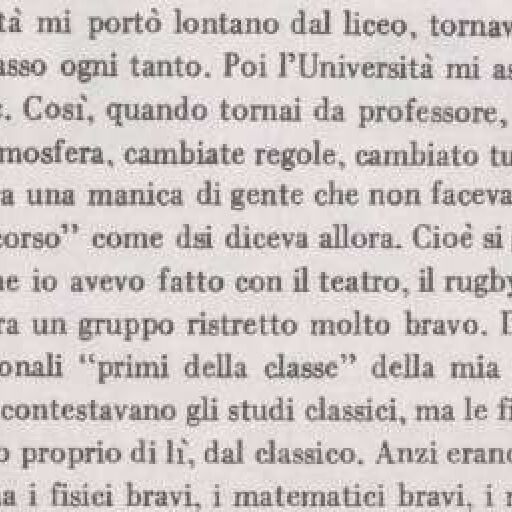 tà mi portò lontano dal liceo, tornav
asso ogni tanto. Poi l'Università mi as
. Così, quando tornai da professore,
mosfera, cambiate regole, cambiato tu
a una manica di gente che non faceva
corso” come dsi diceva allora. Cioè si
ne io avevo fatto con il teatro, il rugby
ra un gruppo ristretto molto bravo.
onali “primi della classe” della mia
contestavano gli studi classici, ma le fi
o proprio di lì, dal classico. Anzi erano
a i fisici bravi, i matematici bravi, i